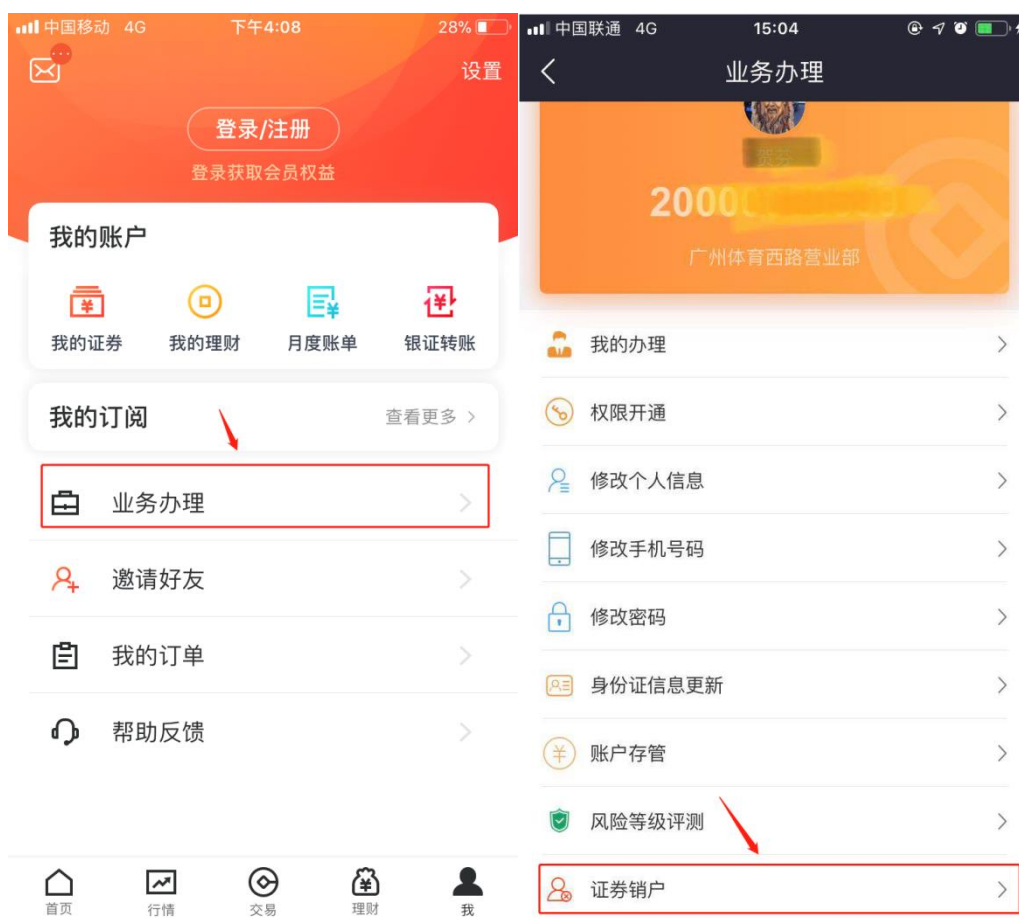 中国移动 4G 下午4:08 28%
设置
登录/注册
登录获取会员权益
我的账户
我的证券 我的理财 月度账单 银证转账
我的订阅 查看更多
业务办理
邀请好友
我的订单
帮助反馈
首页 行情 交易 理财 我
中国联通 4G 15:04
业务办理
2000
广州体育西路营业部
我的办理
权限开通
修改个人信息
修改手机号码
修改密码
身份证信息更新
账户存管
风险等级评测
证券销户